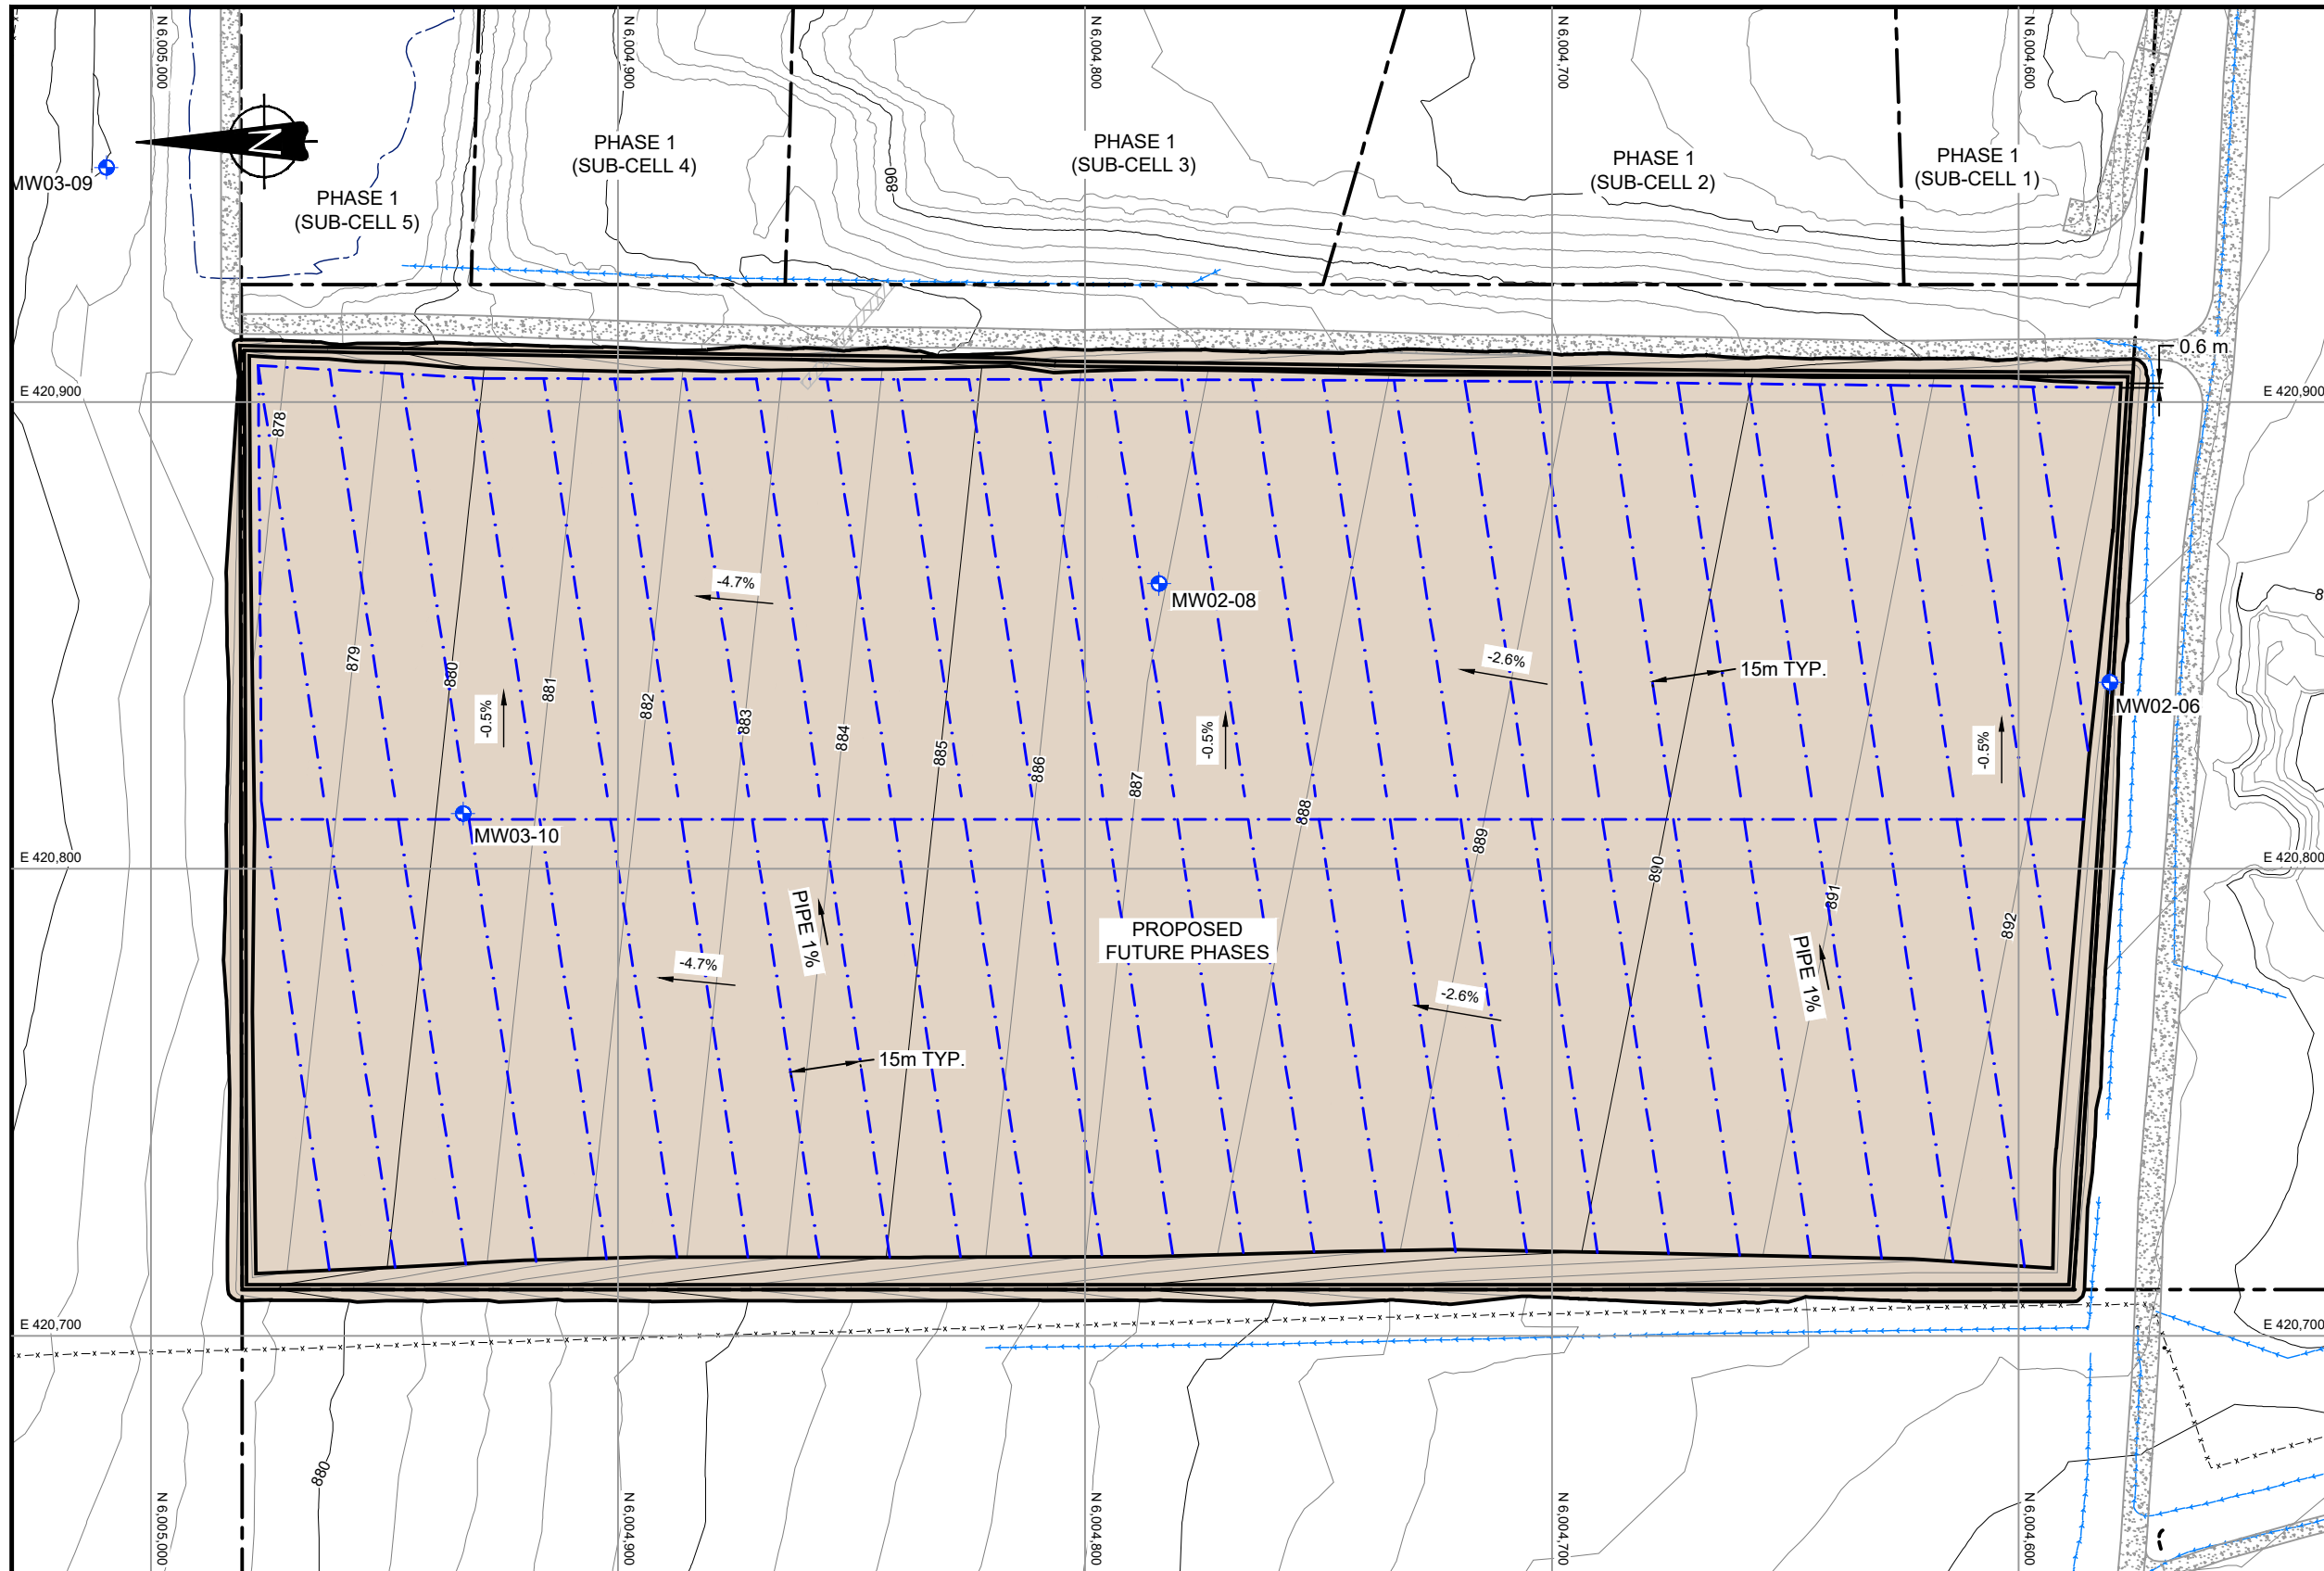 N 6,005,000
N 6,004,900
N 6,004,800
N 6,004,700
N 6,004,600
N
MW03-09
PHASE 1
(SUB-CELL 5)
PHASE 1
(SUB-CELL 4)
PHASE 1
(SUB-CELL 3)
PHASE 1
(SUB-CELL 2)
PHASE 1
(SUB-CELL 1)
890
0.6 m
E 420,900
E 420,900
878
-4.7%
MW02-08
879
880
881
882
883
884
885
886
887
888
889
890
891
892
-0.5%
-0.5%
-0.5%
-2.6%
15m TYP.
MW02-06
MW03-10
E 420,800
E 420,800
PIPE 1%
PROPOSED
FUTURE PHASES
PIPE 1%
-4.7%
-2.6%
15m TYP.
E 420,700
E 420,700
880
N 6,005,000
N 6,004,900
N 6,004,800
N 6,004,700
N 6,004,600